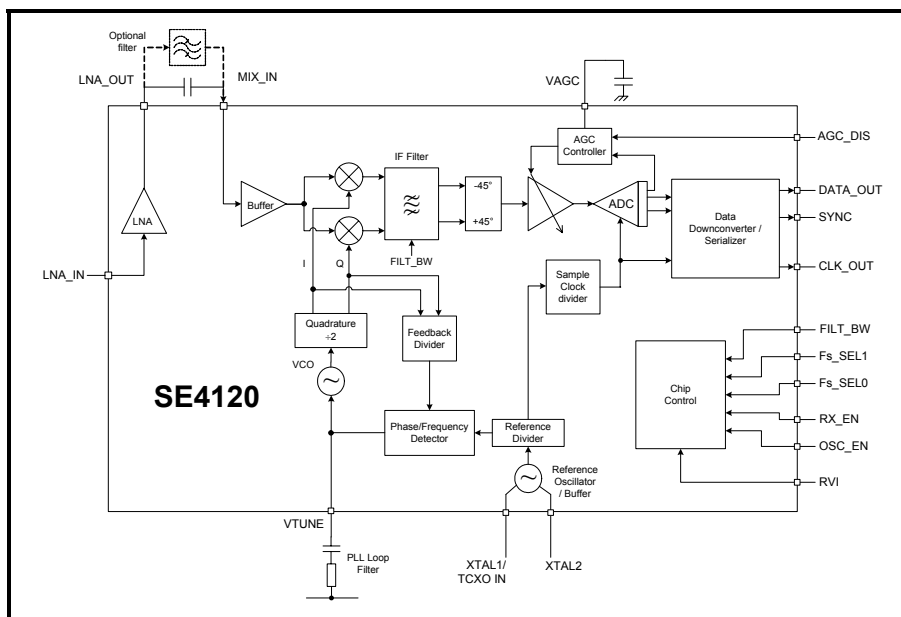 Optional
filter
LNA_OUT
MIX_IN
VAGC
AGC
Controller
AGC_DIS
IF Filter
-45°
+45°
Buffer
LNA
ADC
Data
Downconverter /
Serializer
DATA_OUT
SYNC
CLK_OUT
LNA_IN
FILT_BW
I
Q
Sample
Clock
divider
Quadrature
÷2
Feedback
Divider
VCO
SE4120
Phase/Frequency
Detector
Reference
Divider
Reference
Oscillator
/ Buffer
Chip
Control
FILT_BW
Fs_SEL1
Fs_SEL0
RX_EN
OSC_EN
RVI
VTUNE
PLL Loop
Filter
XTAL1/
TCXO IN
XTAL2